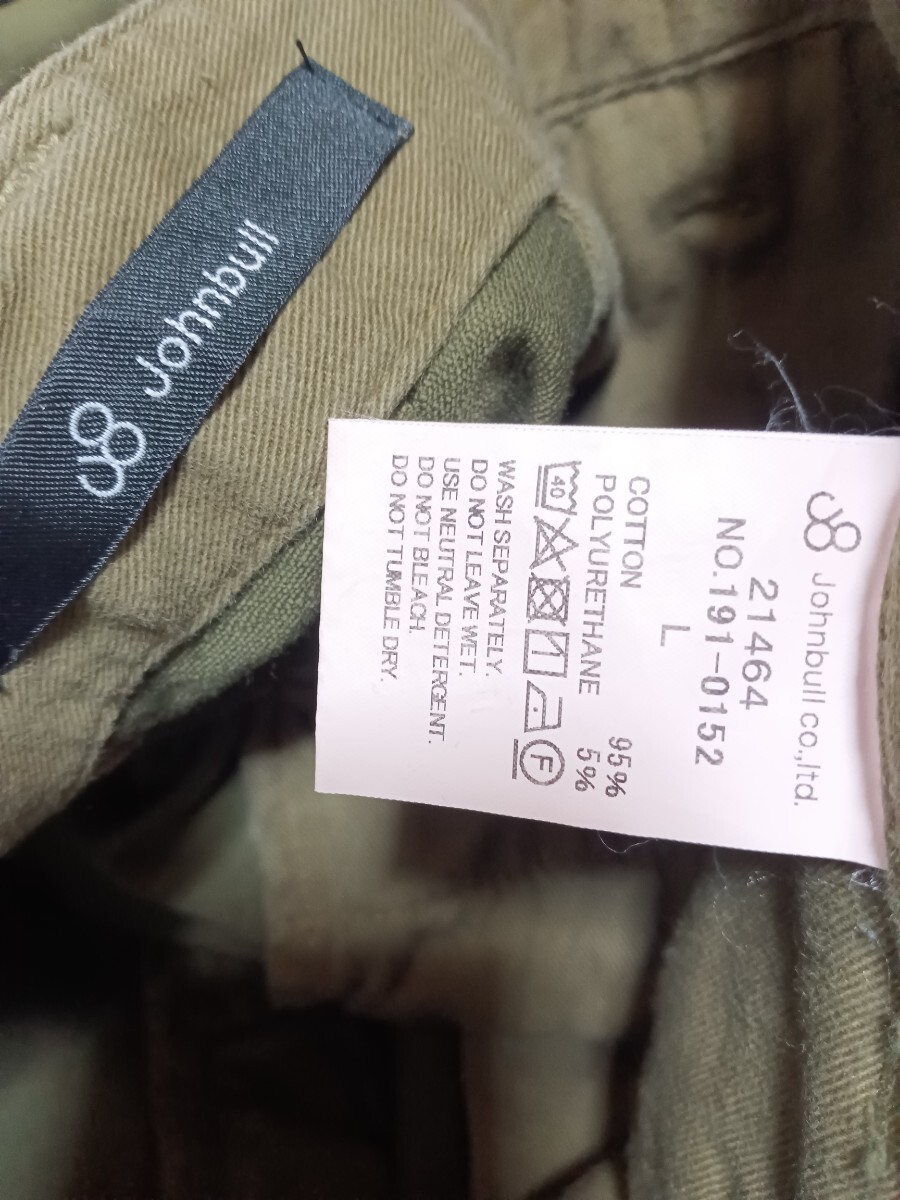 Johnbull
Johnbull co.,ltd.
21464
NO.191-0152
L
COTTON 95%
POLYURETHANE 5%
40
F
WASH SEPARATELY.
DO NOT LEAVE WET.
USE NEUTRAL DETERGENT.
DO NOT BLEACH.
DO NOT TUMBLE DRY.